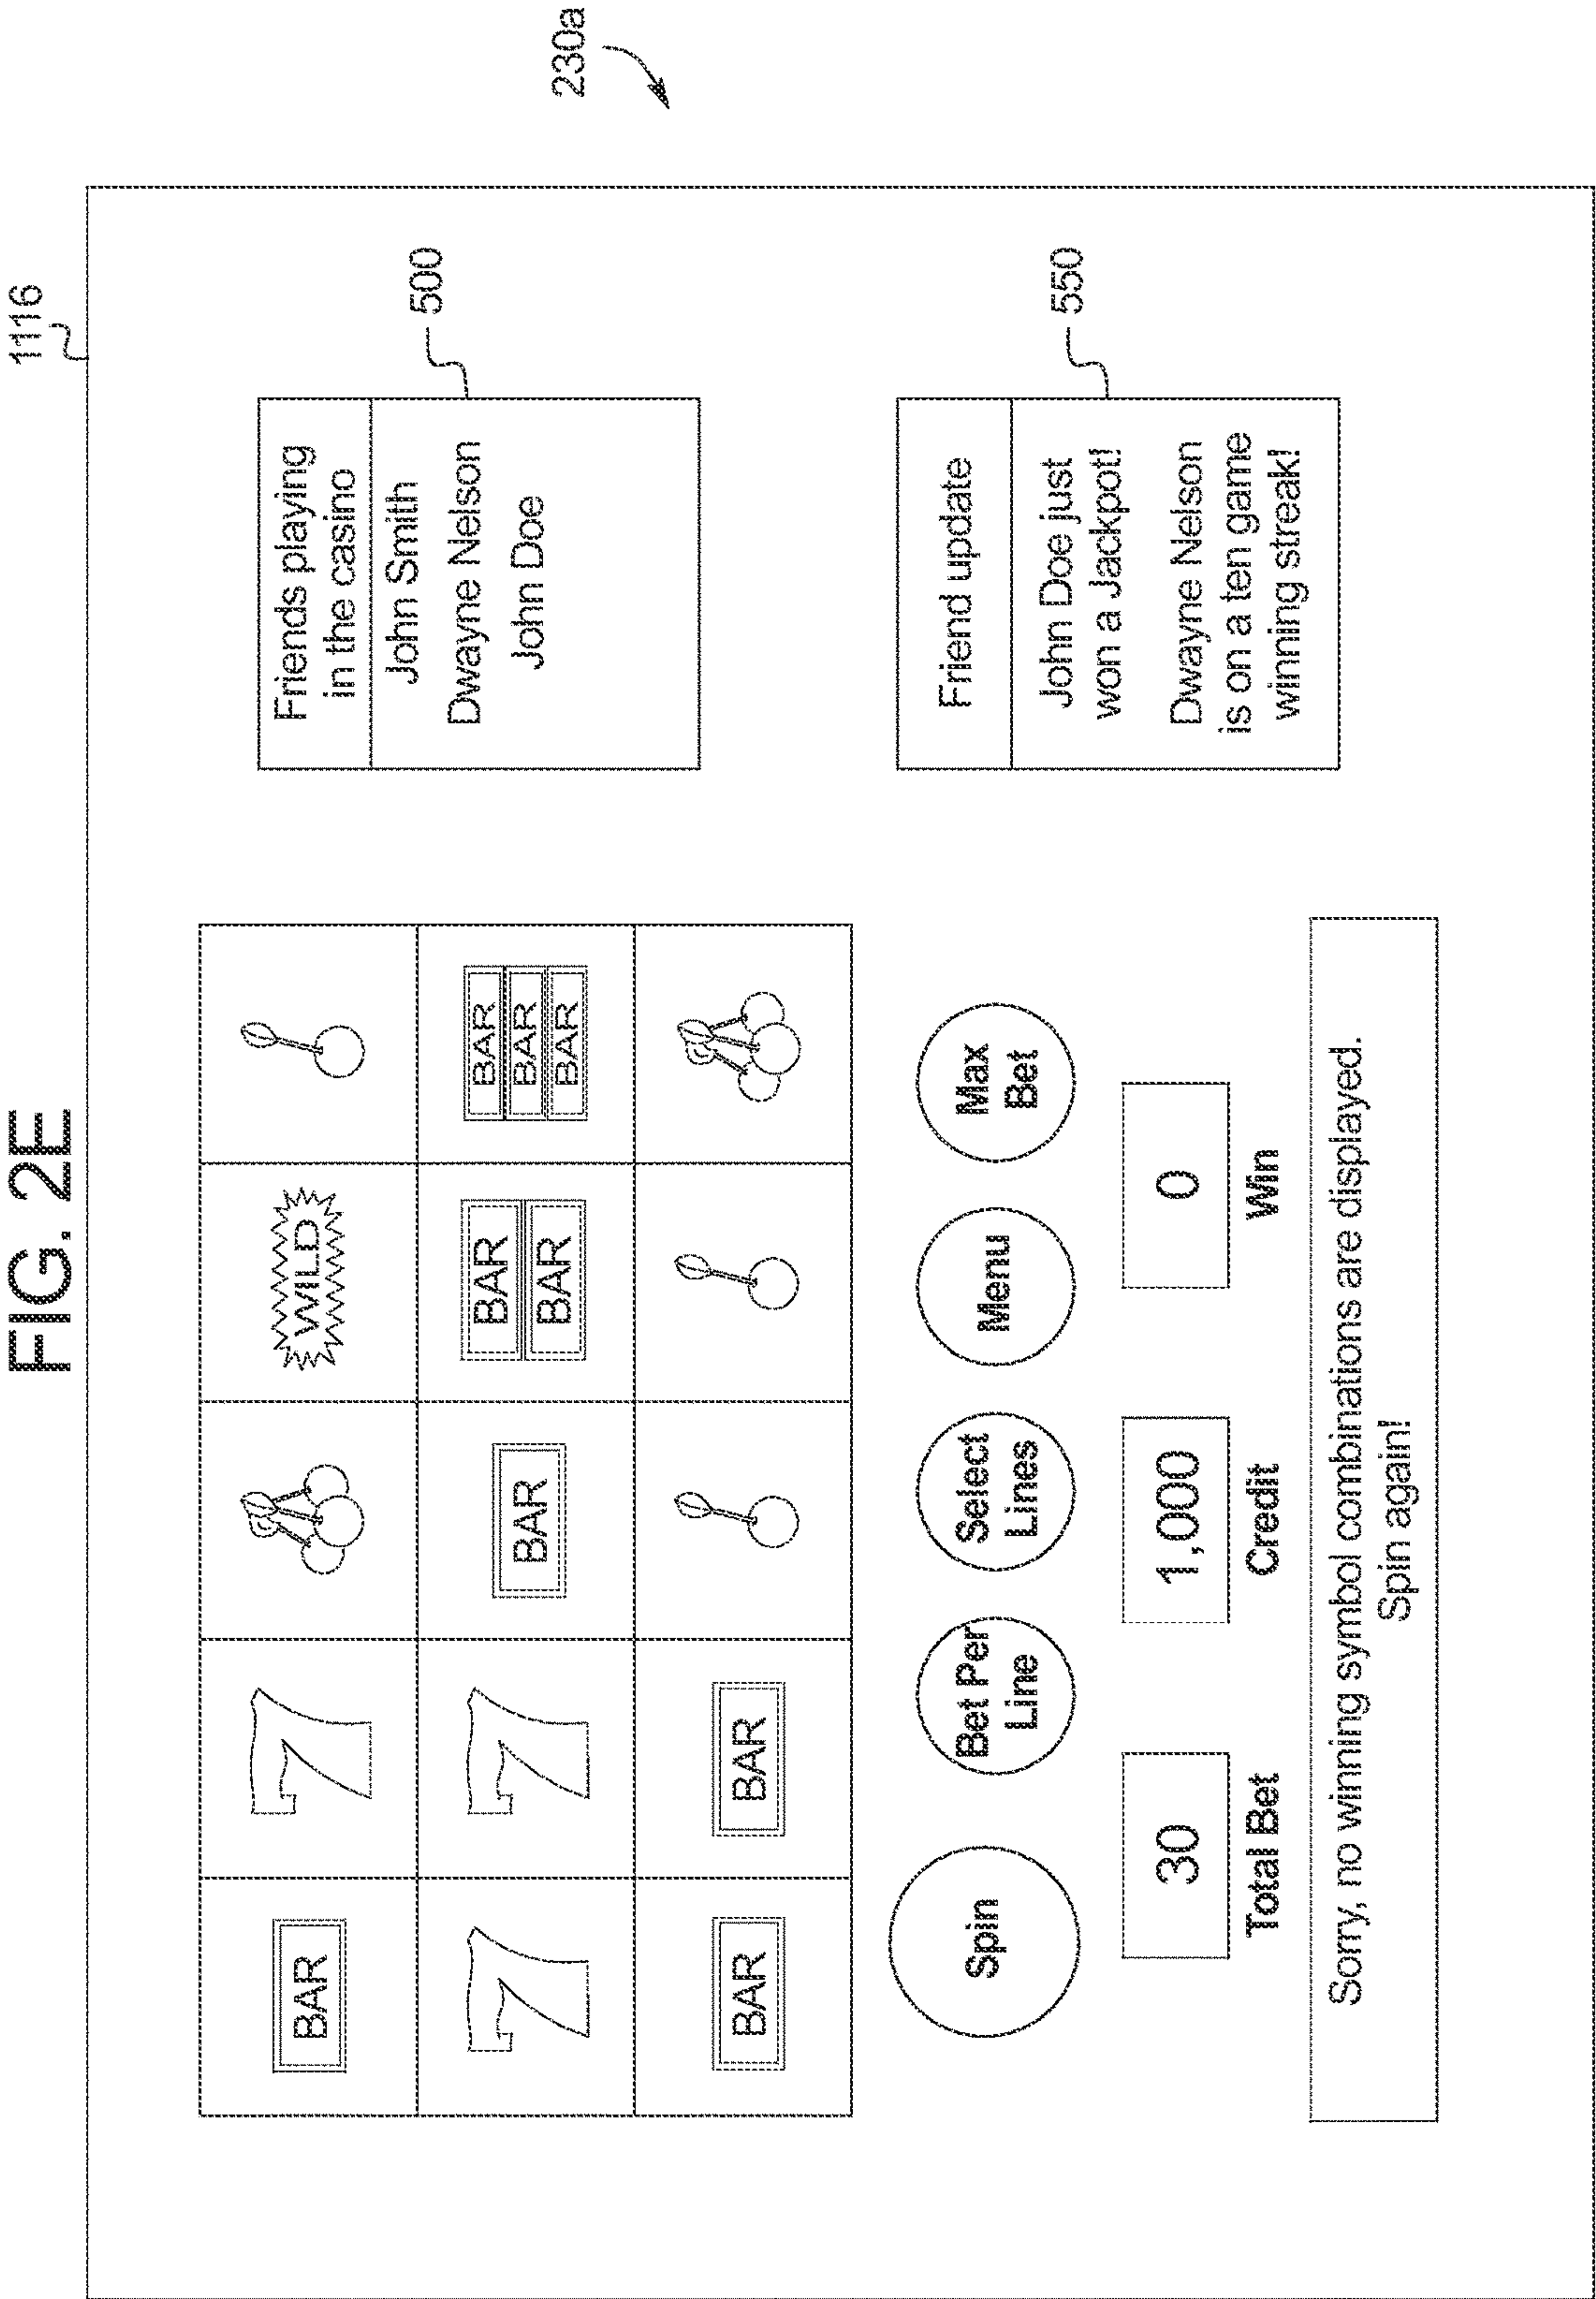 FIG. 2E
1116
230a
BAR
WILD
BAR
BAR
BAR
BAR
BAR
BAR
BAR
BAR
Spin
Bet Per
Line
Select
Lines
Menu
Max
Bet
30
1,000
0
Total Bet
Credit
Win
Sorry, no winning symbol combinations are displayed.
Spin again!
Friends playing
in the casino
John Smith
Dwayne Nelson
John Doe
500
Friend update
John Doe just
won a Jackpot!
Dwayne Nelson
is on a ten game
winning streak!
550
7
7
7